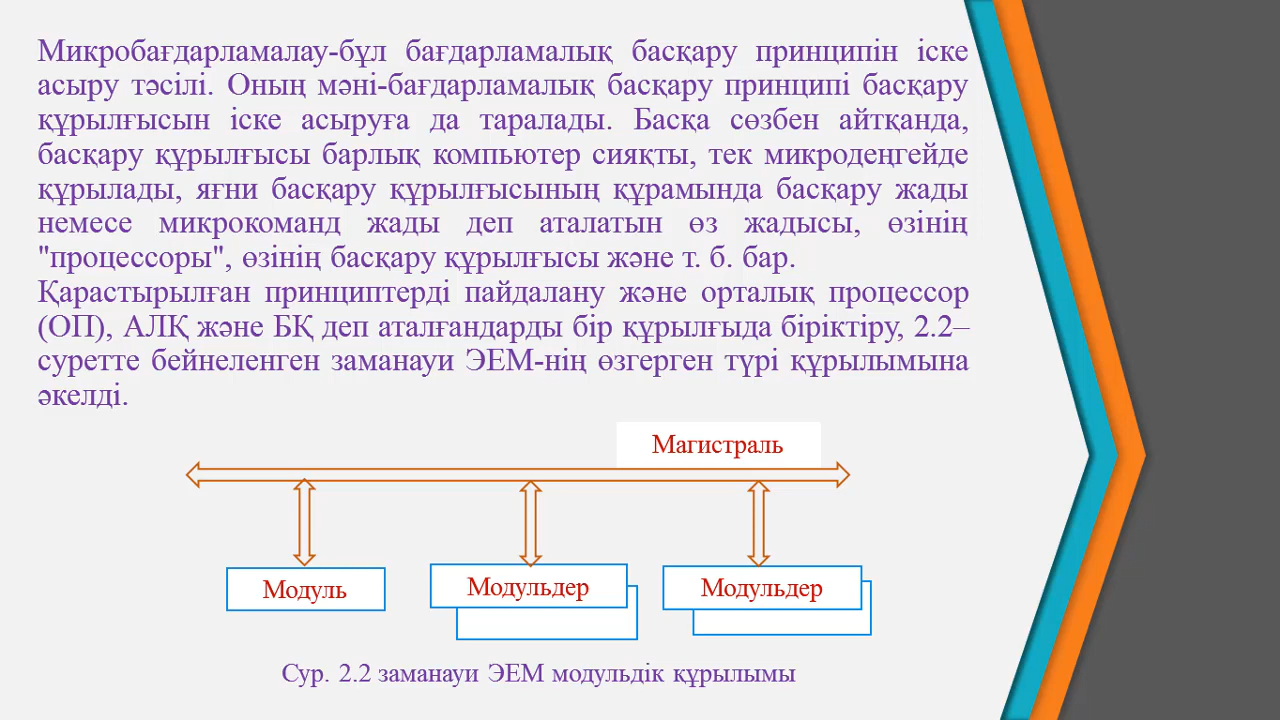 Микробағдарламалау-бұл бағдарламалық басқару принципін іске
асыру тәсілі. Оның мәні-бағдарламалық басқару принципі басқару
құрылғысын іске асыруға да таралады. Басқа сөзбен айтқанда,
басқару құрылғысы барлық компьютер сияқты, тек микродеңгейде
құрылады, яғни басқару құрылғысының құрамында басқару жады
немесе микрокоманд жады деп аталатын өз жадысы, өзінің
"процессоры", өзінің басқару құрылғысы және т. б. бар.
Қарастырылған принциптерді пайдалану және орталық процессор
(ОП), АЛҚ және БҚ деп аталғандарды бір құрылғыда біріктіру, 2.2–
суретте бейнеленген заманауи ЭЕМ-нің өзгерген түрі құрылымына
әкелді.
Магистраль
Модуль
Модульдер
Модульдер
Сур. 2.2 заманауи ЭЕМ модульдік құрылымы